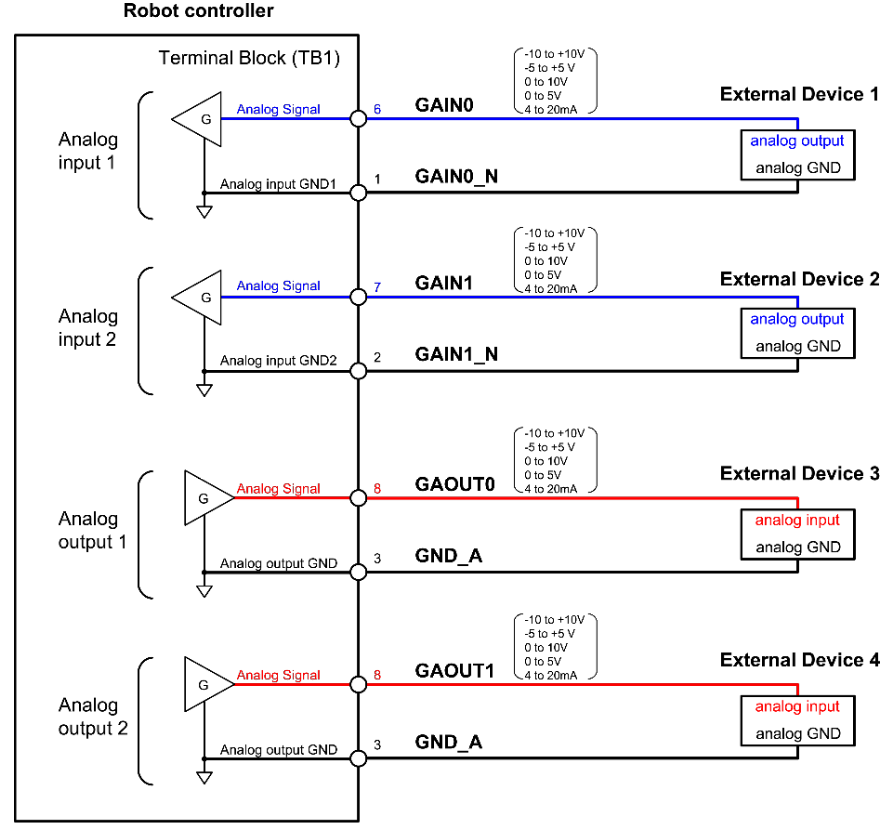 Robot controller
Terminal Block (TB1)
-10 to +10V
-5 to +5 V
0 to 10V
0 to 5V
4 to 20mA
External Device 1
Analog
input 1
G
Analog Signal
6
GAIN0
analog output
analog GND
Analog input GND1
1
GAIN0_N
-10 to +10V
-5 to +5 V
0 to 10V
0 to 5V
4 to 20mA
External Device 2
Analog
input 2
G
Analog Signal
7
GAIN1
analog output
analog GND
Analog input GND2
2
GAIN1_N
-10 to +10V
-5 to +5 V
0 to 10V
0 to 5V
4 to 20mA
External Device 3
Analog
output 1
G
Analog Signal
8
GAOUT0
analog input
analog GND
Analog output GND
3
GND_A
-10 to +10V
-5 to +5 V
0 to 10V
0 to 5V
4 to 20mA
External Device 4
Analog
output 2
G
Analog Signal
8
GAOUT1
analog input
analog GND
Analog output GND
3
GND_A